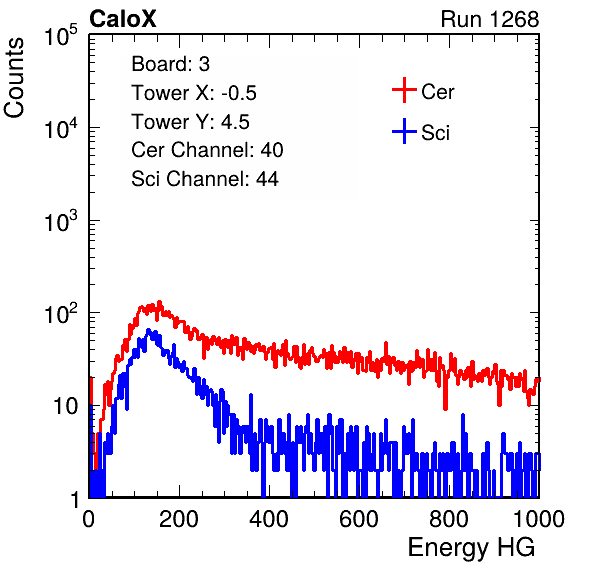 CaloX Run 1268
Counts
Board: 3
Tower X: -0.5
Tower Y: 4.5
Cer Channel: 40
Sci Channel: 44
Cer
Sci
10^5
10^4
10^3
10^2
10
1
0 200 400 600 800 1000
Energy HG